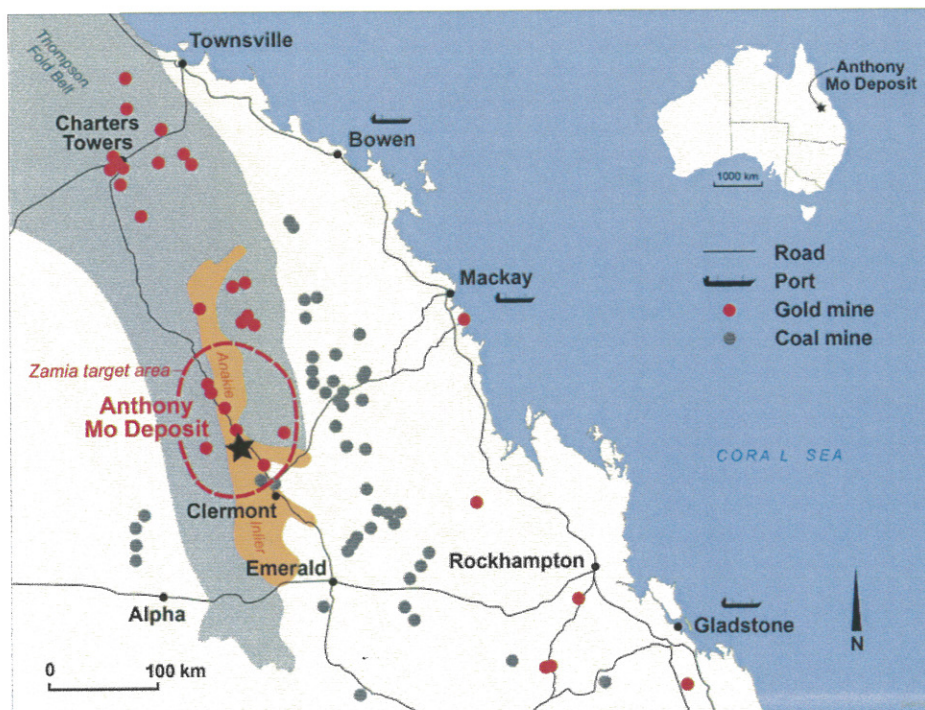 Townsville
Thompson
Fold Belt
Anthony
Mo Deposit
Charters
Towers
Bowen
1000 km
Road
Port
Gold mine
Coal mine
Mackay
Zamia target area
Anakie
Anthony
Mo Deposit
CORAL SEA
Clermont
Inlier
Emerald
Rockhampton
Alpha
Gladstone
N
0 100 km